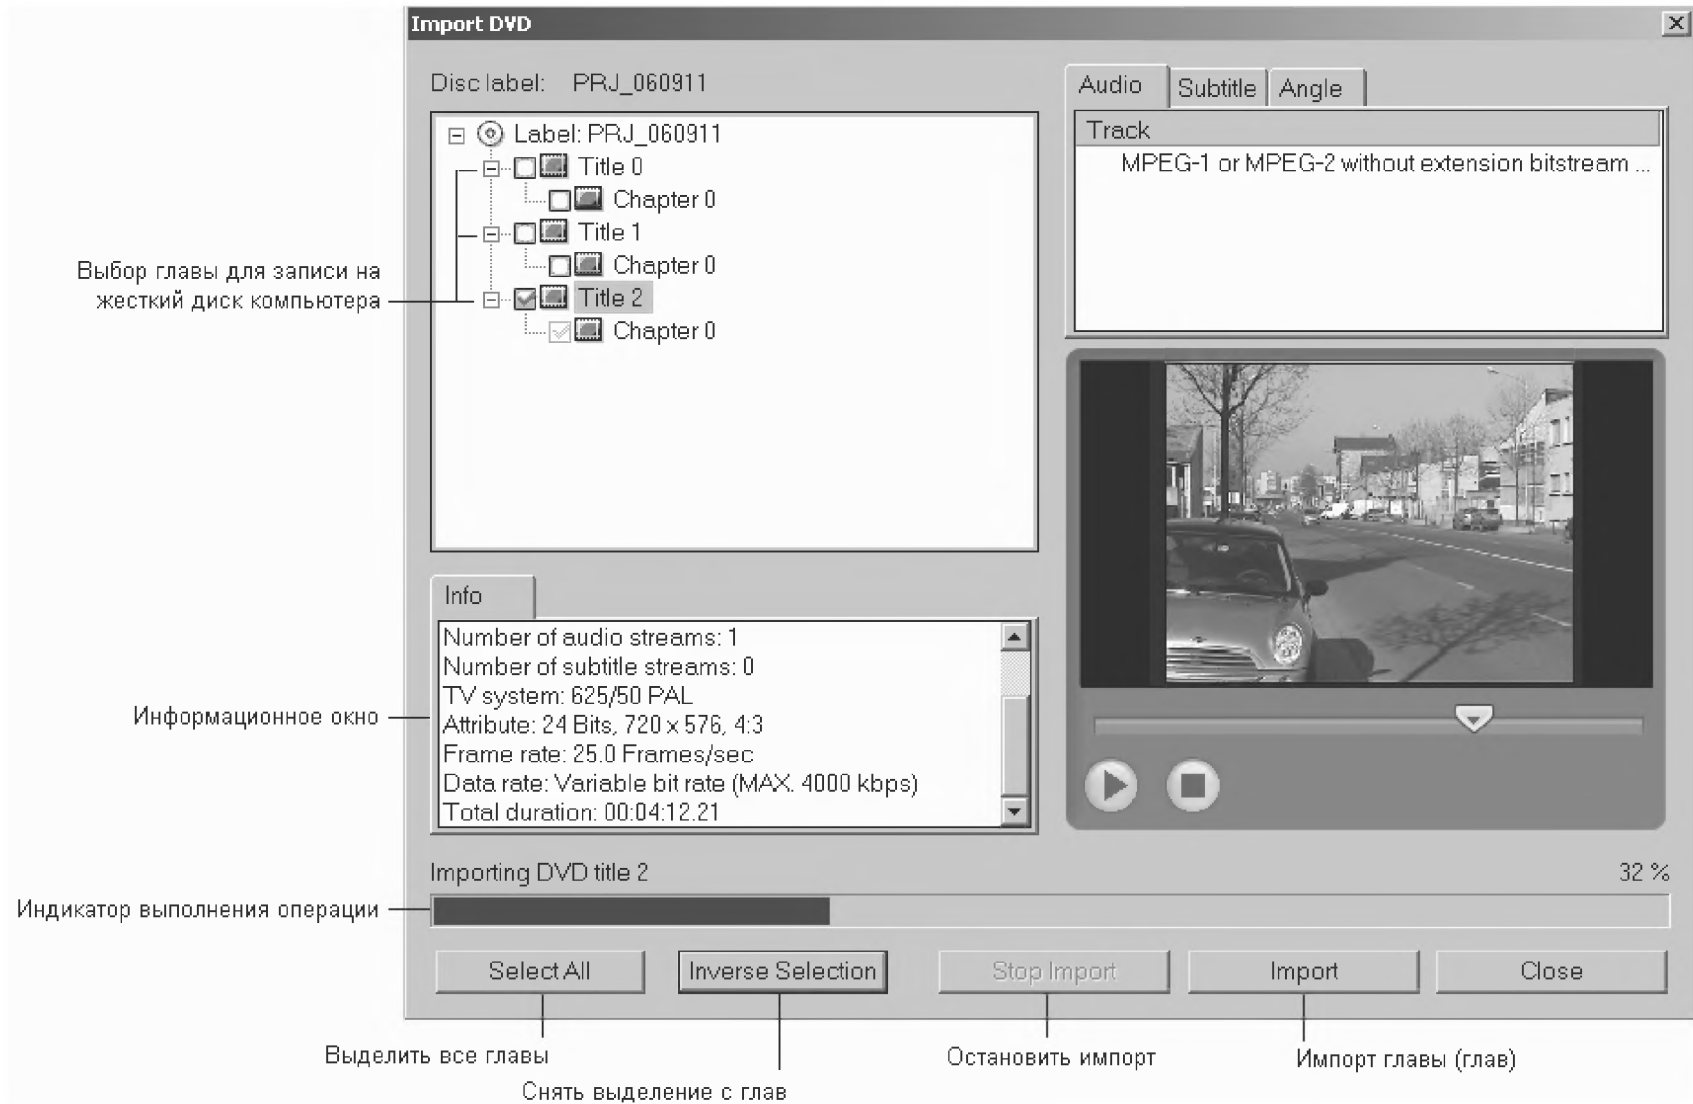 Import DVD
Disc label: PRJ_060911
Label: PRJ_060911
Title 0
Chapter 0
Title 1
Chapter 0
Title 2
Chapter 0
Audio Subtitle Angle
Track
MPEG-1 or MPEG-2 without extension bitstream ...
Выбор главы для записи на
жесткий диск компьютера
Info
Number of audio streams: 1
Number of subtitle streams: 0
TV system: 625/50 PAL
Attribute: 24 Bits, 720 x 576, 4:3
Frame rate: 25.0 Frames/sec
Data rate: Variable bit rate (MAX. 4000 kbps)
Total duration: 00:04:12.21
Информационное окно
Importing DVD title 2 32 %
Индикатор выполнения операции
Select All Inverse Selection Stop Import Import Close
Выделить все главы
Снять выделение с глав
Остановить импорт
Импорт главы (глав)